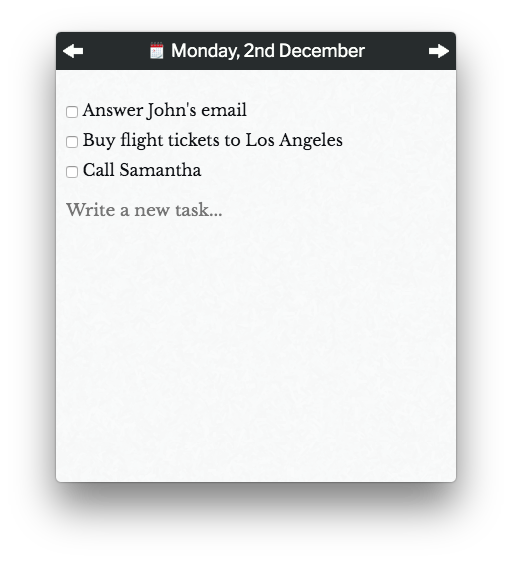 Monday, 2nd December
Answer John's email
Buy flight tickets to Los Angeles
Call Samantha
Write a new task...